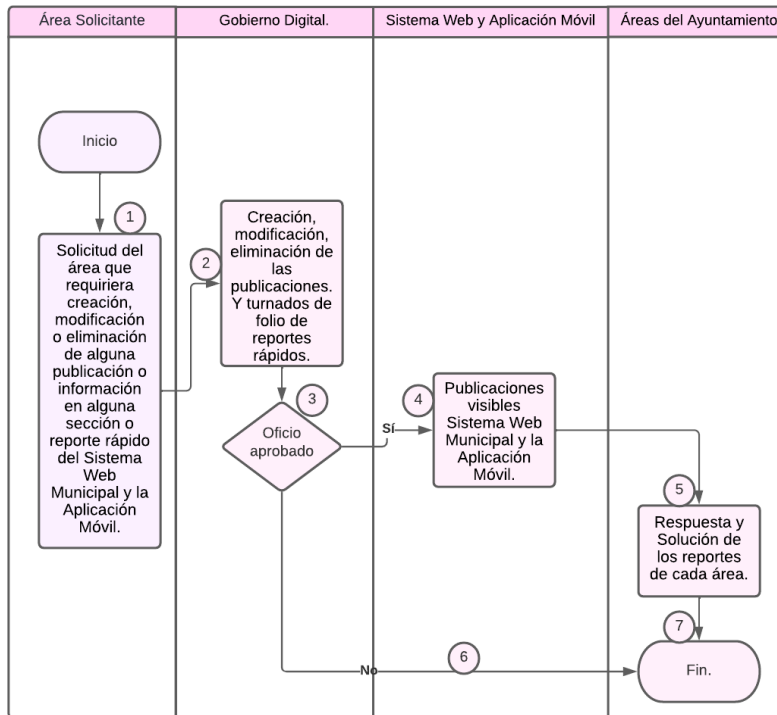 Área Solicitante
Gobierno Digital.
Sistema Web y Aplicación Móvil
Áreas del Ayuntamiento
Inicio
1
Solicitud del
área que
requiriera
creación,
modificación
o eliminación
de alguna
publicación o
información
en alguna
sección o
reporte rápido
del Sistema
Web
Municipal y la
Aplicación
Móvil.
2
Creación,
modificación,
eliminación de
las
publicaciones.
Y turnados de
folio de
reportes
rápidos.
3
Oficio
aprobado
Sí
4
Publicaciones
visibles
Sistema Web
Municipal y la
Aplicación
Móvil.
5
Respuesta y
Solución de
los reportes
de cada área.
No
6
7
Fin.